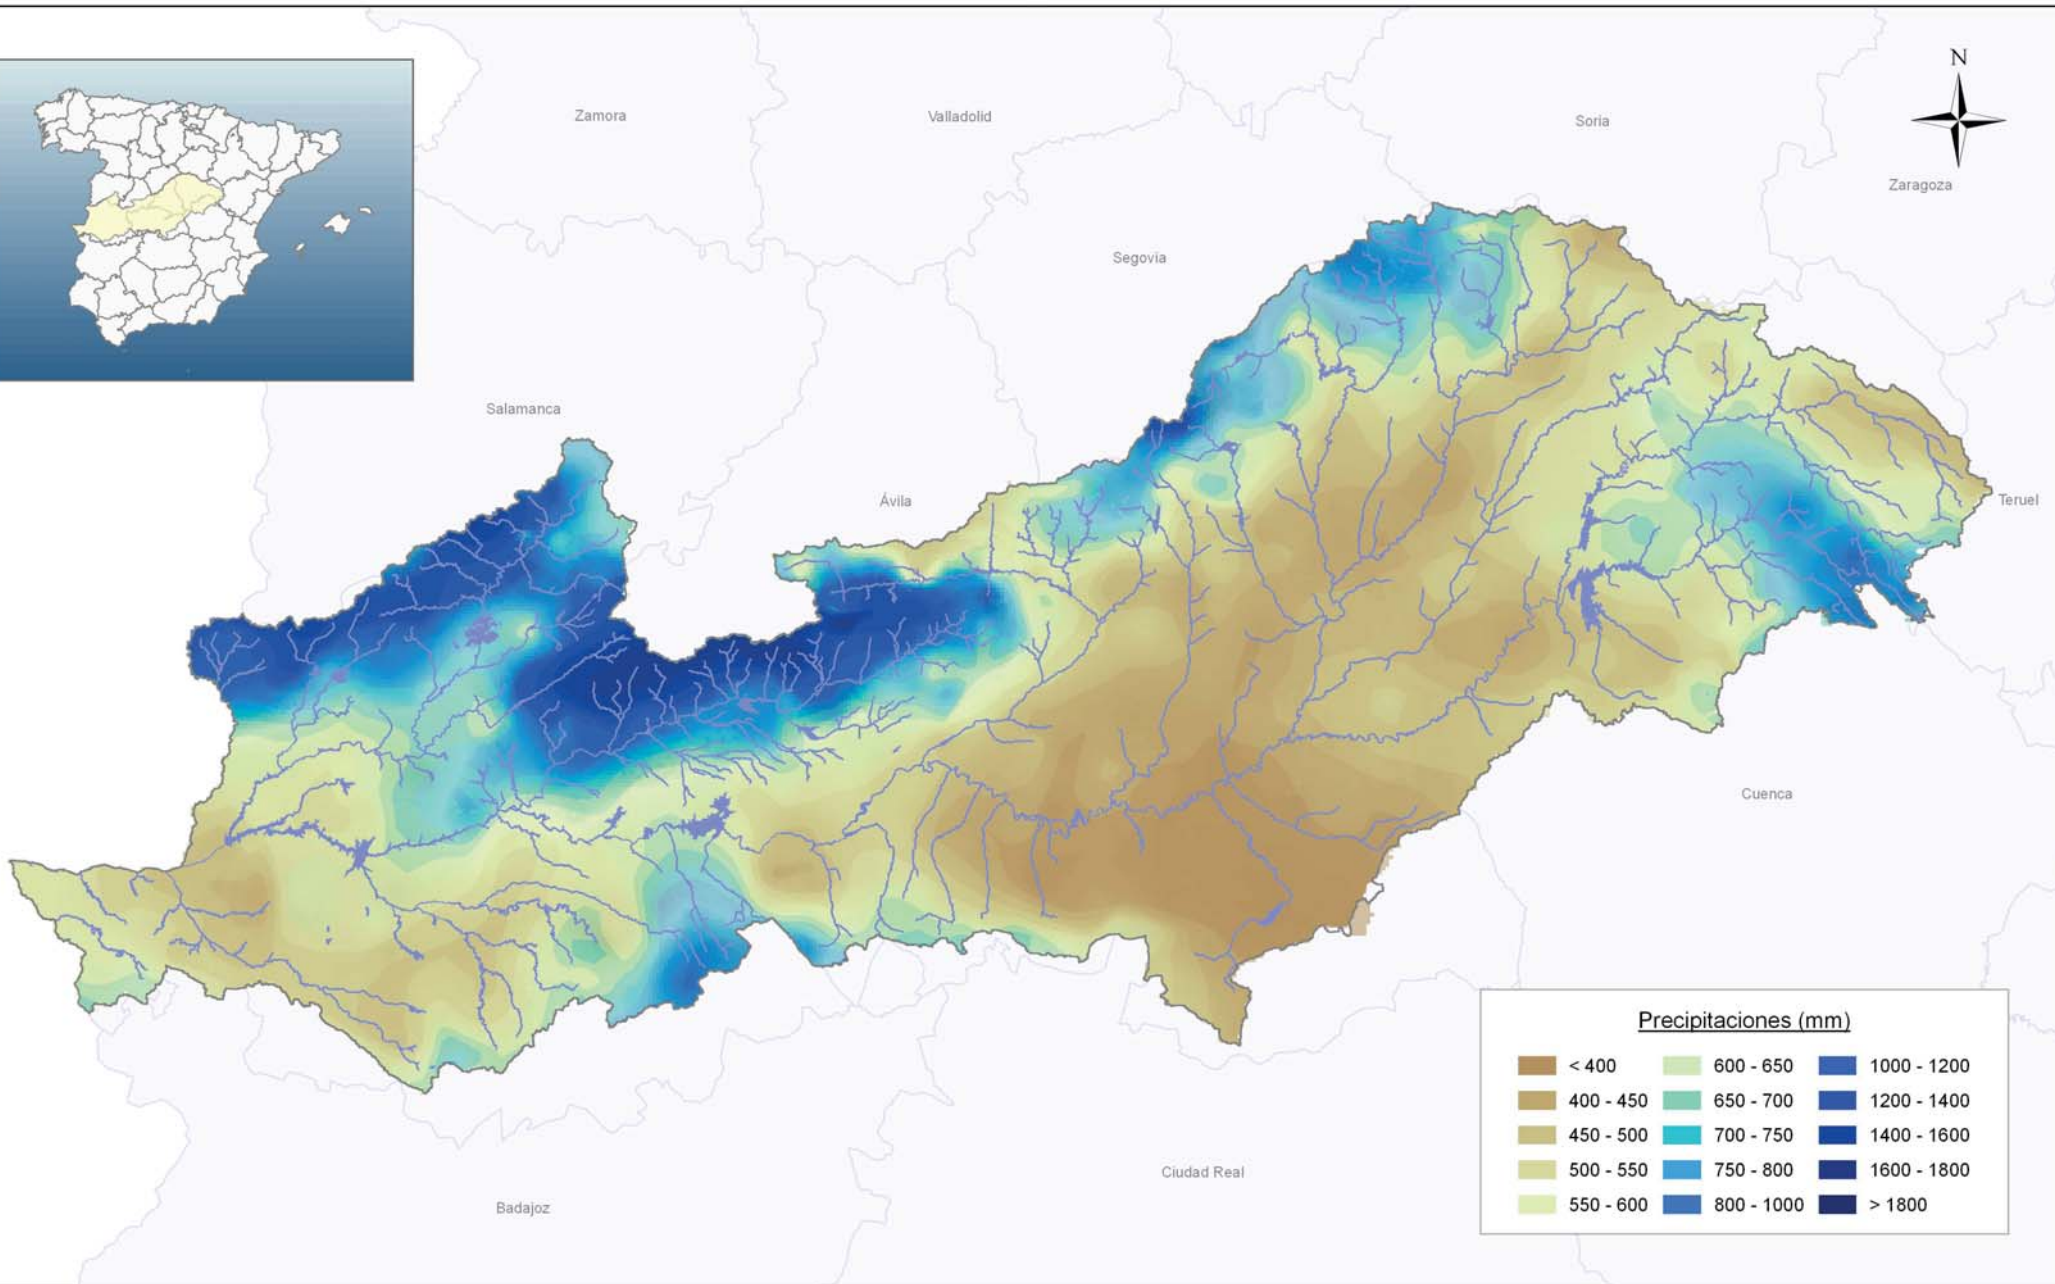 N
Zamora
Valladolid
Soria
Zaragoza
Segovia
Salamanca
Ávila
Teruel
Cuenca
Ciudad Real
Badajoz
Precipitaciones (mm)
< 400
400 - 450
450 - 500
500 - 550
550 - 600
600 - 650
650 - 700
700 - 750
750 - 800
800 - 1000
1000 - 1200
1200 - 1400
1400 - 1600
1600 - 1800
> 1800